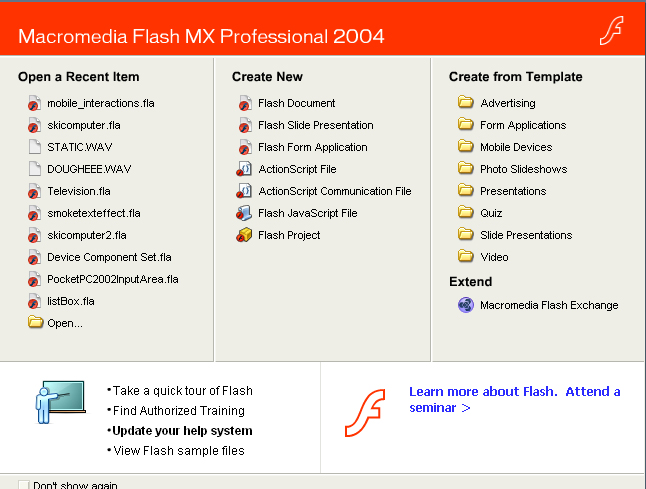 Macromedia Flash MX Professional 2004
Open a Recent Item
mobile_interactions.fla
skicomputer.fla
STATIC.WAV
DOUGHEEE.WAV
Television.fla
smoketexteffect.fla
skicomputer2.fla
Device Component Set.fla
PocketPC2002InputArea.fla
listBox.fla
Open...
Create New
Flash Document
Flash Slide Presentation
Flash Form Application
ActionScript File
ActionScript Communication File
Flash JavaScript File
Flash Project
Create from Template
Advertising
Form Applications
Mobile Devices
Photo Slideshows
Presentations
Quiz
Slide Presentations
Video
Extend
Macromedia Flash Exchange
• Take a quick tour of Flash
• Find Authorized Training
• Update your help system
• View Flash sample files
Learn more about Flash. Attend a
seminar >
Don't show again